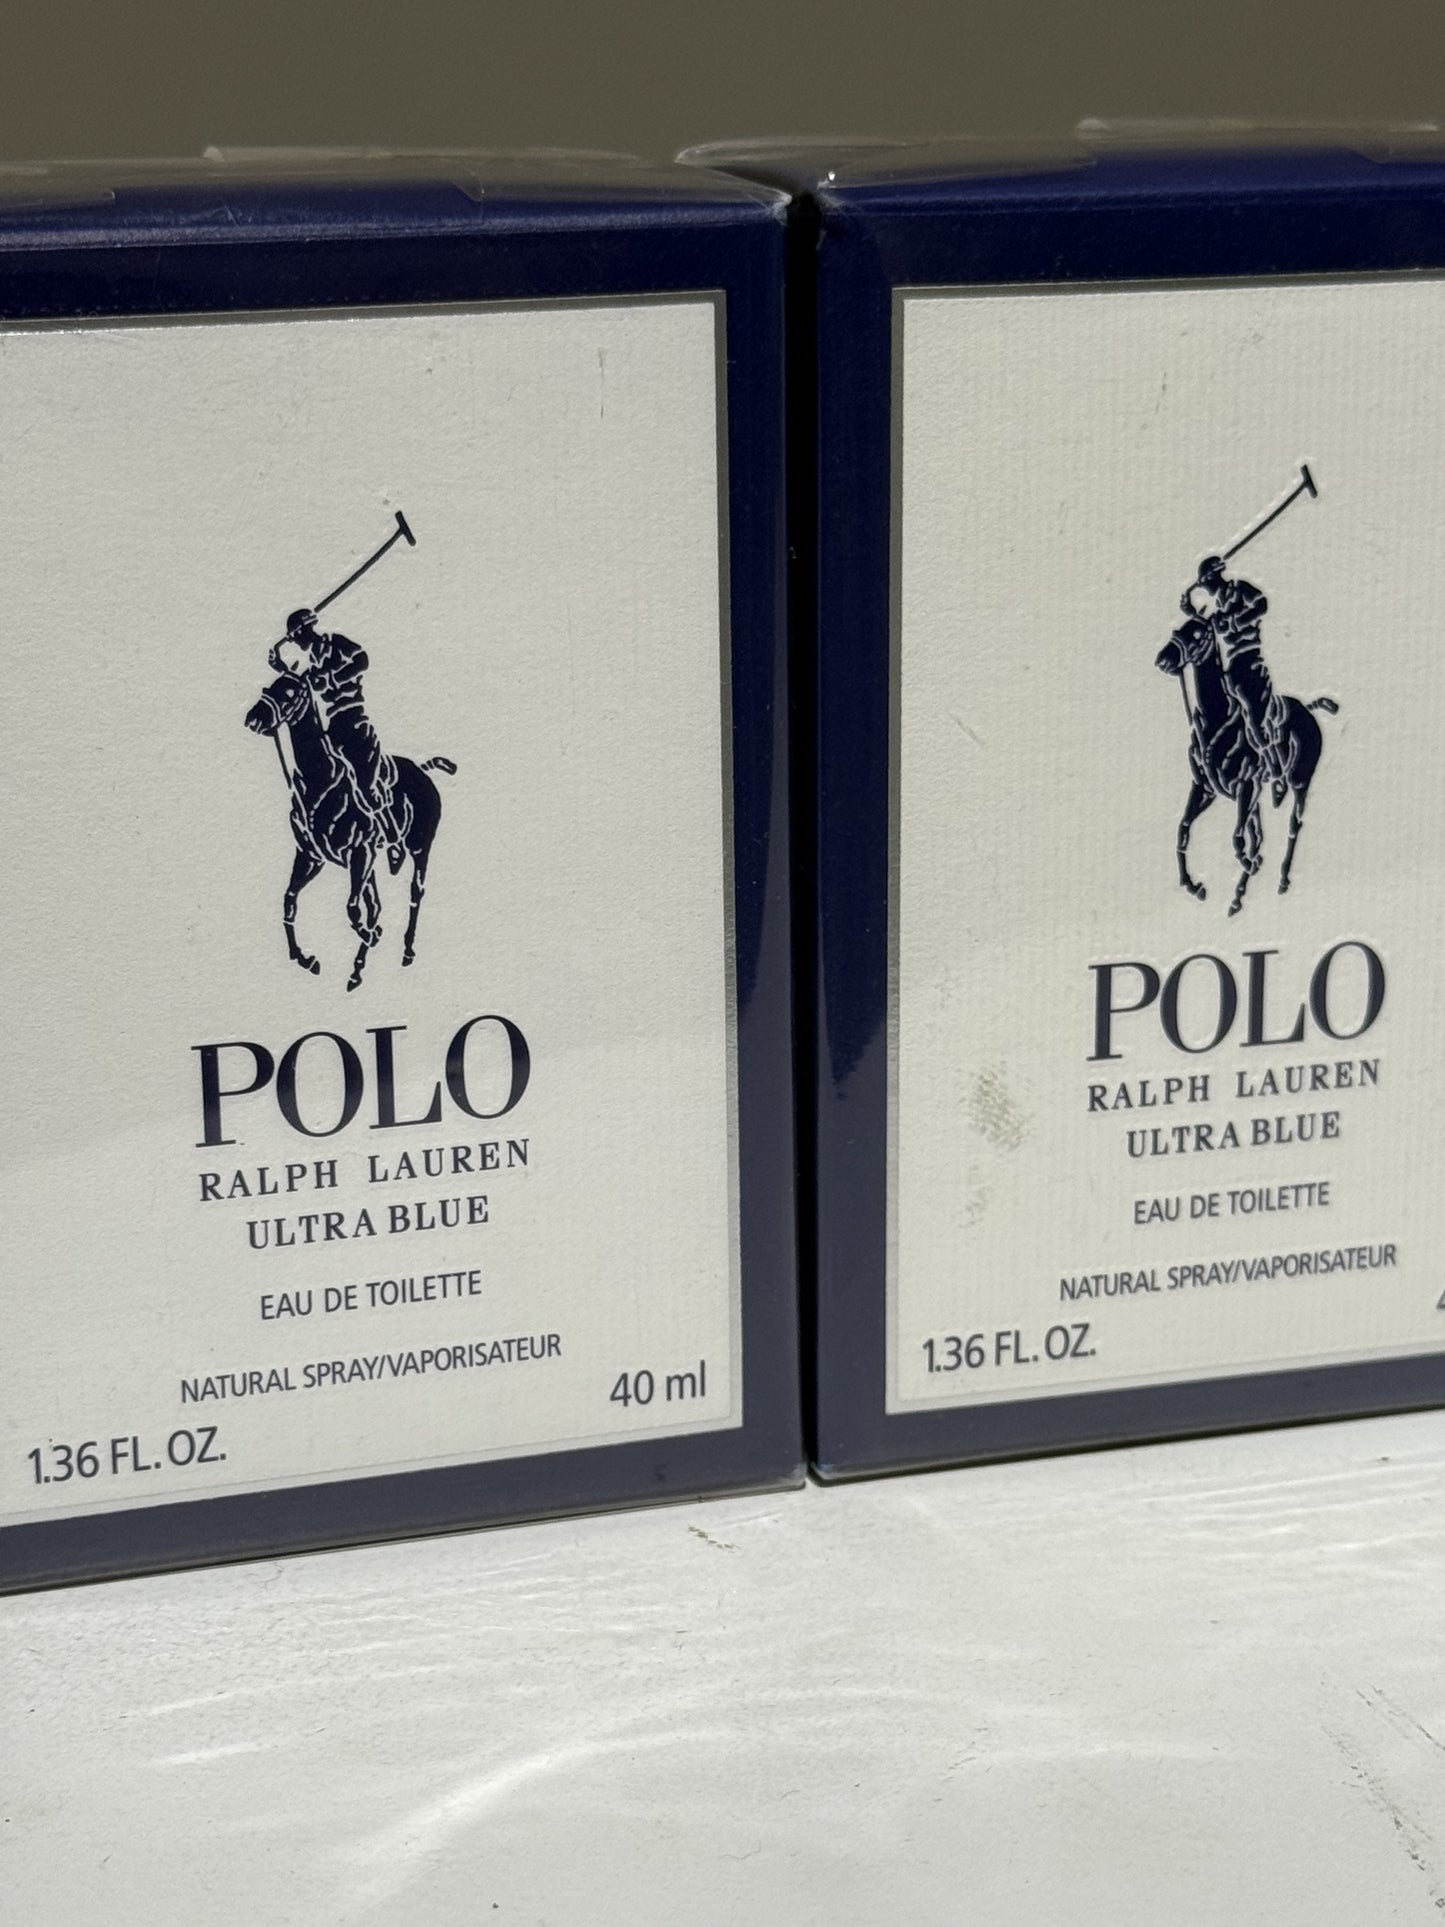 POLO
RALPH LAUREN
ULTRA BLUE
EAU DE TOILETTE
NATURAL SPRAY/VAPORISATEUR
1.36 FL. OZ.
40 ml
POLO
RALPH LAUREN
ULTRA BLUE
EAU DE TOILETTE
NATURAL SPRAY/VAPORISATEUR
1.36 FL. OZ.